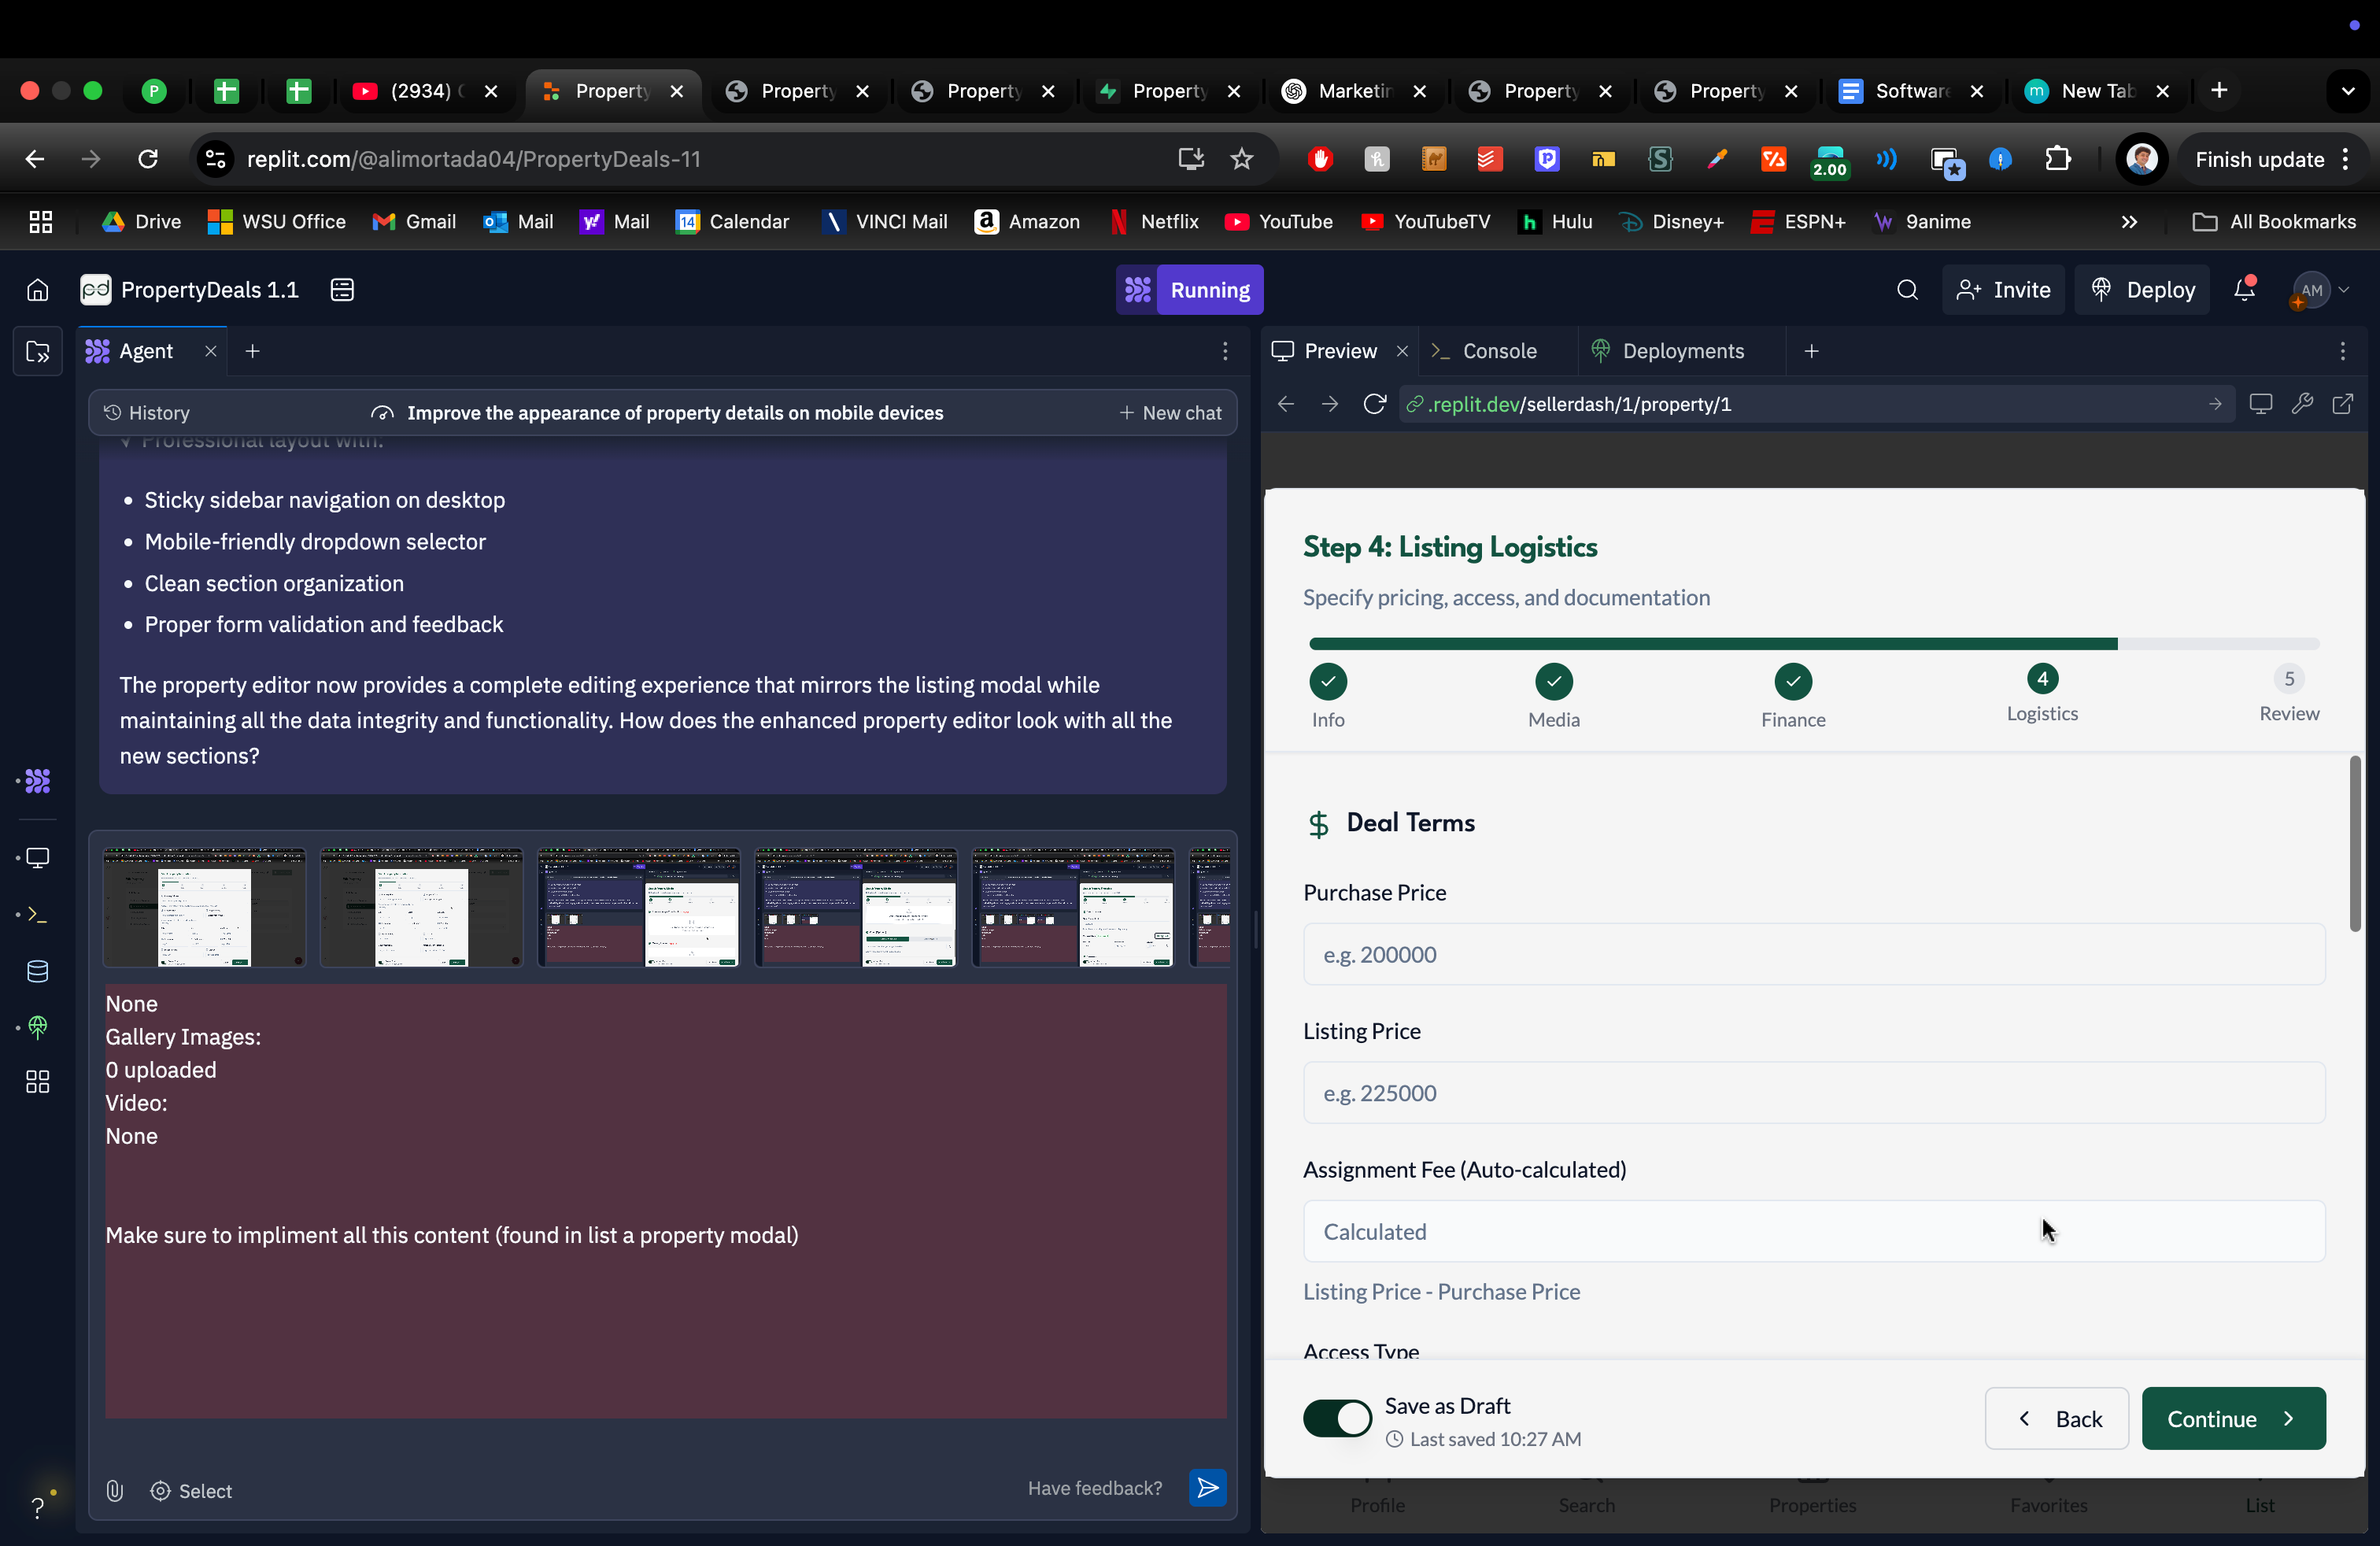 (2934)
Property
Property
Property
Property
Marketin
Property
Property
Software
New Tab
replit.com/@alimortada04/PropertyDeals-11
2.00
Finish update
Drive
WSU Office
Gmail
Mail
Mail
Calendar
VINCI Mail
Amazon
Netflix
YouTube
YouTubeTV
Hulu
Disney+
ESPN+
9anime
All Bookmarks
pd
PropertyDeals 1.1
Running
Invite
Deploy
AM
Agent
Preview
Console
Deployments
History
Improve the appearance of property details on mobile devices
New chat
.replit.dev/sellerdash/1/property/1
✓ Professional layout with:
• Sticky sidebar navigation on desktop
• Mobile-friendly dropdown selector
• Clean section organization
• Proper form validation and feedback
The property editor now provides a complete editing experience that mirrors the listing modal while
maintaining all the data integrity and functionality. How does the enhanced property editor look with all the
new sections?
None
Gallery Images:
0 uploaded
Video:
None
Make sure to impliment all this content (found in list a property modal)
Select
Have feedback?
Step 4: Listing Logistics
Specify pricing, access, and documentation
4
5
Info
Media
Finance
Logistics
Review
Deal Terms
Purchase Price
e.g. 200000
Listing Price
e.g. 225000
Assignment Fee (Auto-calculated)
Calculated
Listing Price - Purchase Price
Access Type
Save as Draft
Last saved 10:27 AM
Back
Continue
Profile
Search
Properties
Favorites
List